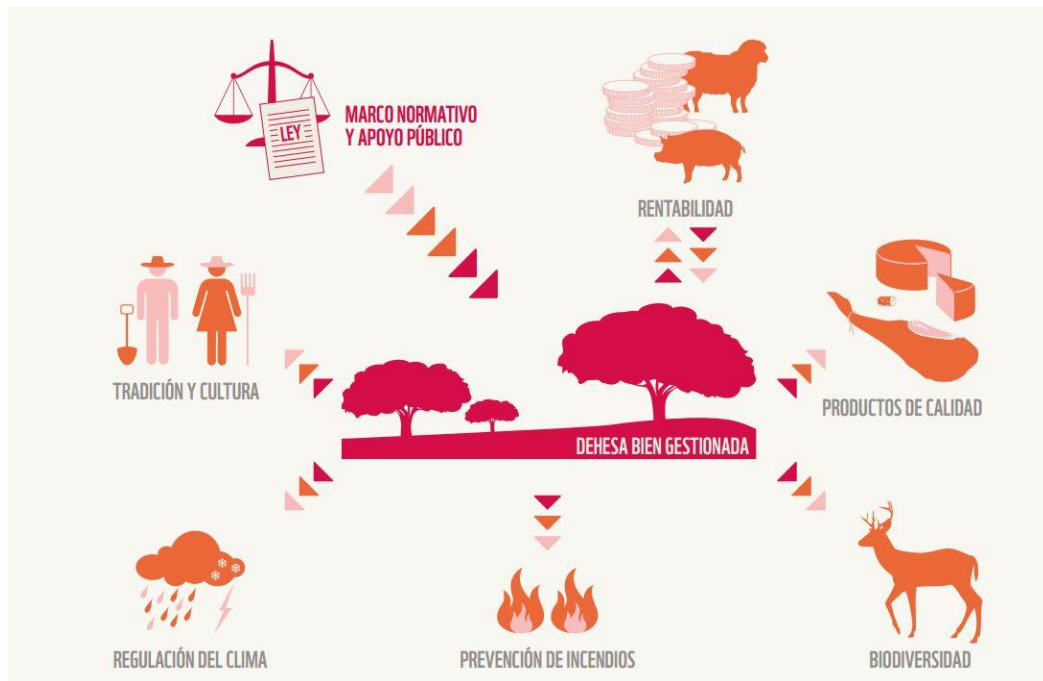 LEY
MARCO NORMATIVO
Y APOYO PÚBLICO
RENTABILIDAD
TRADICIÓN Y CULTURA
PRODUCTOS DE CALIDAD
DEHESA BIEN GESTIONADA
REGULACIÓN DEL CLIMA
PREVENCIÓN DE INCENDIOS
BIODIVERSIDAD